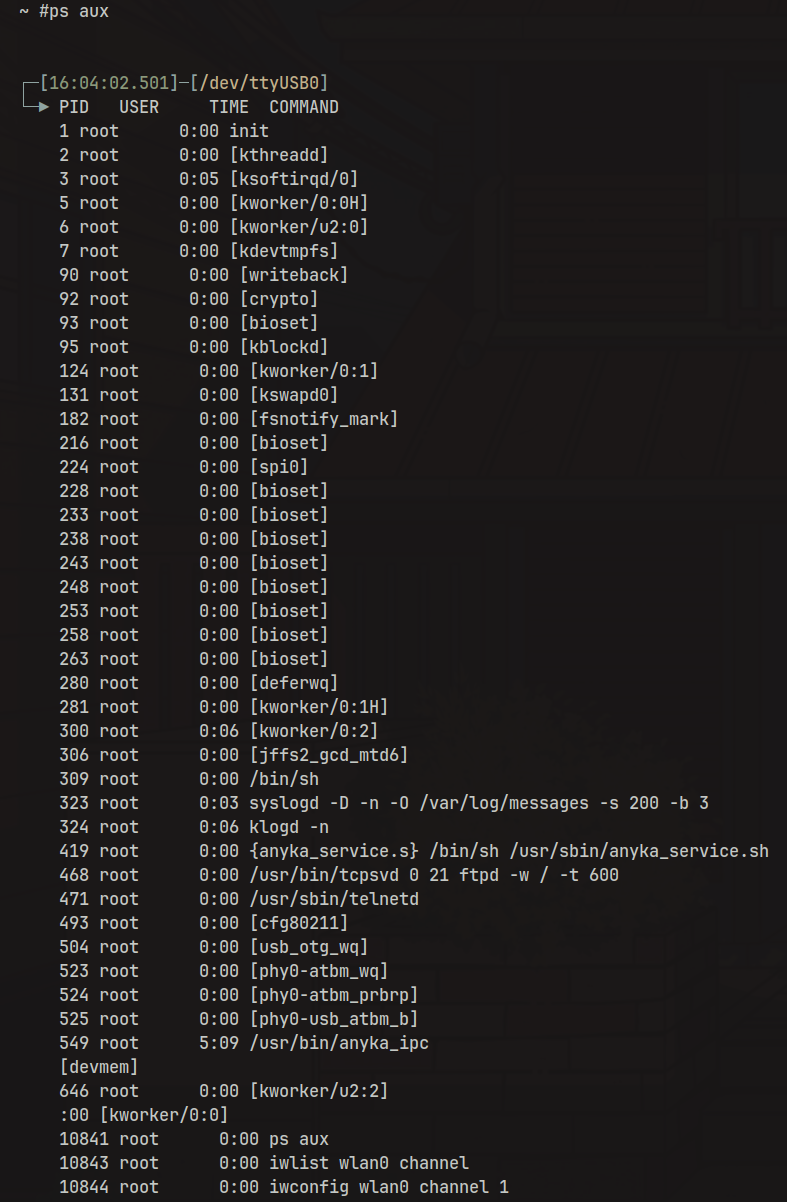 ~ #ps aux
[16:04:02.501]─[/dev/ttyUSB0]
PID   USER     TIME  COMMAND
1 root      0:00 init
2 root      0:00 [kthreadd]
3 root      0:05 [ksoftirqd/0]
5 root      0:00 [kworker/0:0H]
6 root      0:00 [kworker/u2:0]
7 root      0:00 [kdevtmpfs]
90 root      0:00 [writeback]
92 root      0:00 [crypto]
93 root      0:00 [bioset]
95 root      0:00 [kblockd]
124 root      0:00 [kworker/0:1]
131 root      0:00 [kswapd0]
182 root      0:00 [fsnotify_mark]
216 root      0:00 [bioset]
224 root      0:00 [spi0]
228 root      0:00 [bioset]
233 root      0:00 [bioset]
238 root      0:00 [bioset]
243 root      0:00 [bioset]
248 root      0:00 [bioset]
253 root      0:00 [bioset]
258 root      0:00 [bioset]
263 root      0:00 [bioset]
280 root      0:00 [deferwq]
281 root      0:00 [kworker/0:1H]
300 root      0:06 [kworker/0:2]
306 root      0:00 [jffs2_gcd_mtd6]
309 root      0:00 /bin/sh
323 root      0:03 syslogd -D -n -O /var/log/messages -s 200 -b 3
324 root      0:06 klogd -n
419 root      0:00 {anyka_service.s} /bin/sh /usr/sbin/anyka_service.sh
468 root      0:00 /usr/bin/tcpsvd 0 21 ftpd -w / -t 600
471 root      0:00 /usr/sbin/telnetd
493 root      0:00 [cfg80211]
504 root      0:00 [usb_otg_wq]
523 root      0:00 [phy0-atbm_wq]
524 root      0:00 [phy0-atbm_prbrp]
525 root      0:00 [phy0-usb_atbm_b]
549 root      5:09 /usr/bin/anyka_ipc
[devmem]
646 root      0:00 [kworker/u2:2]
:00 [kworker/0:0]
10841 root      0:00 ps aux
10843 root      0:00 iwlist wlan0 channel
10844 root      0:00 iwconfig wlan0 channel 1